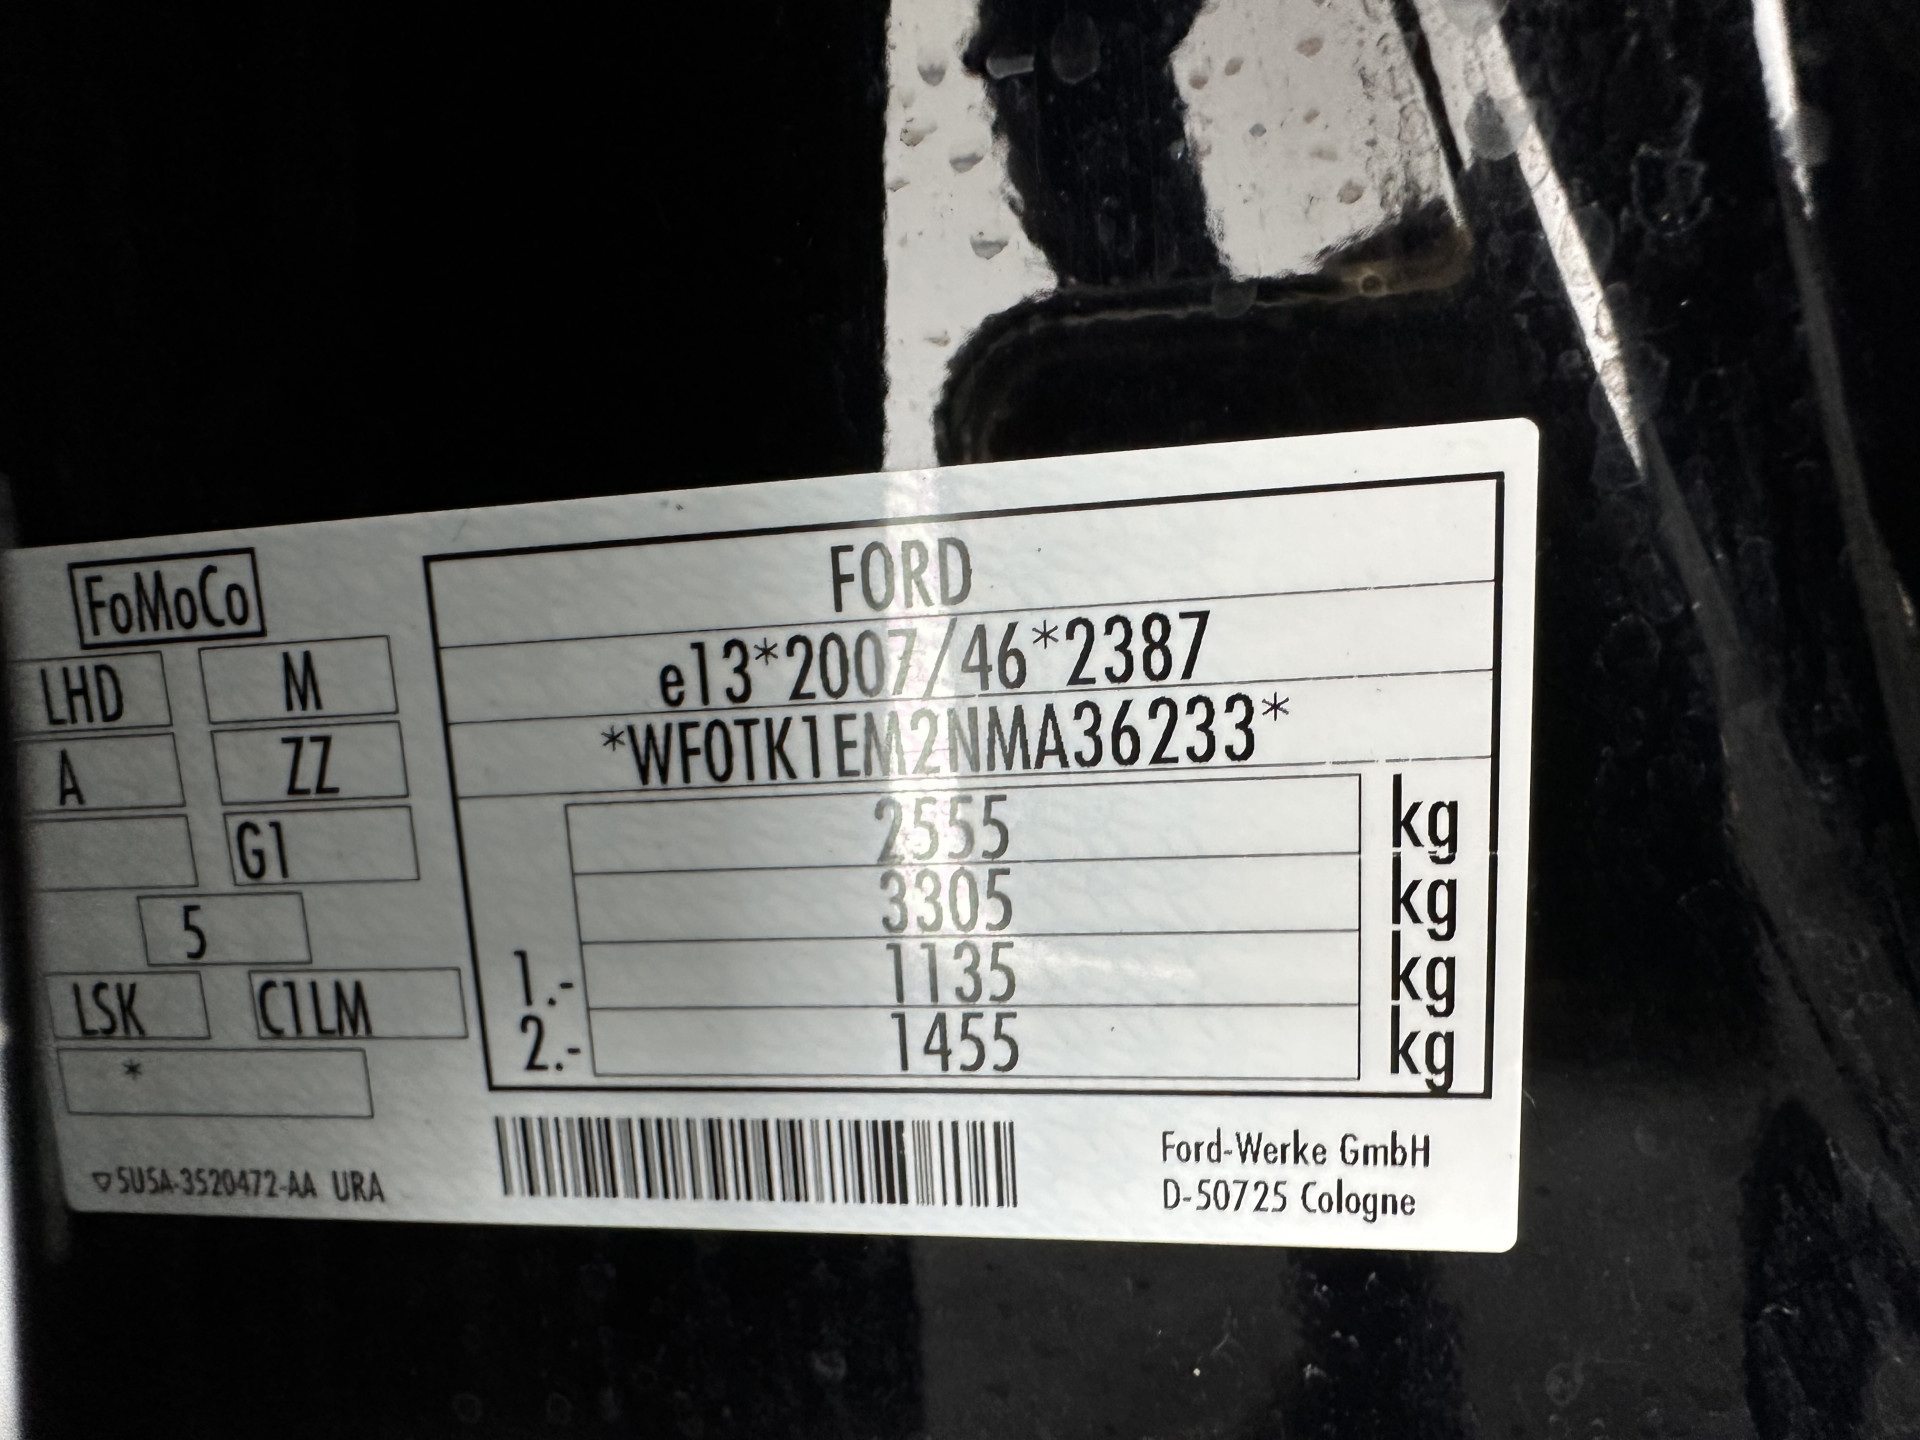 FoMoCo
LHD M
A ZZ
G1
5
LSK C1LM
*
5U5A-3520472-AA URA
FORD
e13*2007/46*2387
*WF0TK1EM2NMA36233*
2555 kg
3305 kg
1.- 1135 kg
2.- 1455 kg
Ford-Werke GmbH
D-50725 Cologne